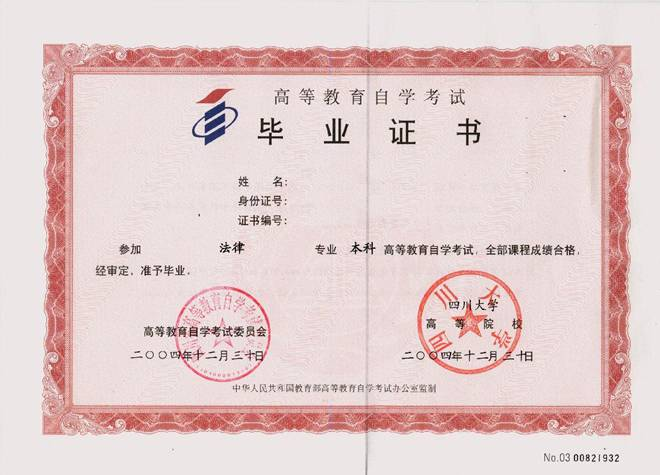 高等教育自学考试
毕业证书
姓名：
身份证号：
证书编号：
参加 法律 专业 本科 高等教育自学考试，全部课程成绩合格，
经审定，准予毕业。
高等教育自学考试委员会
二〇〇四年十二月三十日
四川大学
高等院校
二〇〇四年十二月三十日
四川大学
中华人民共和国教育部高等教育自学考试办公室监制
No.03 00821932